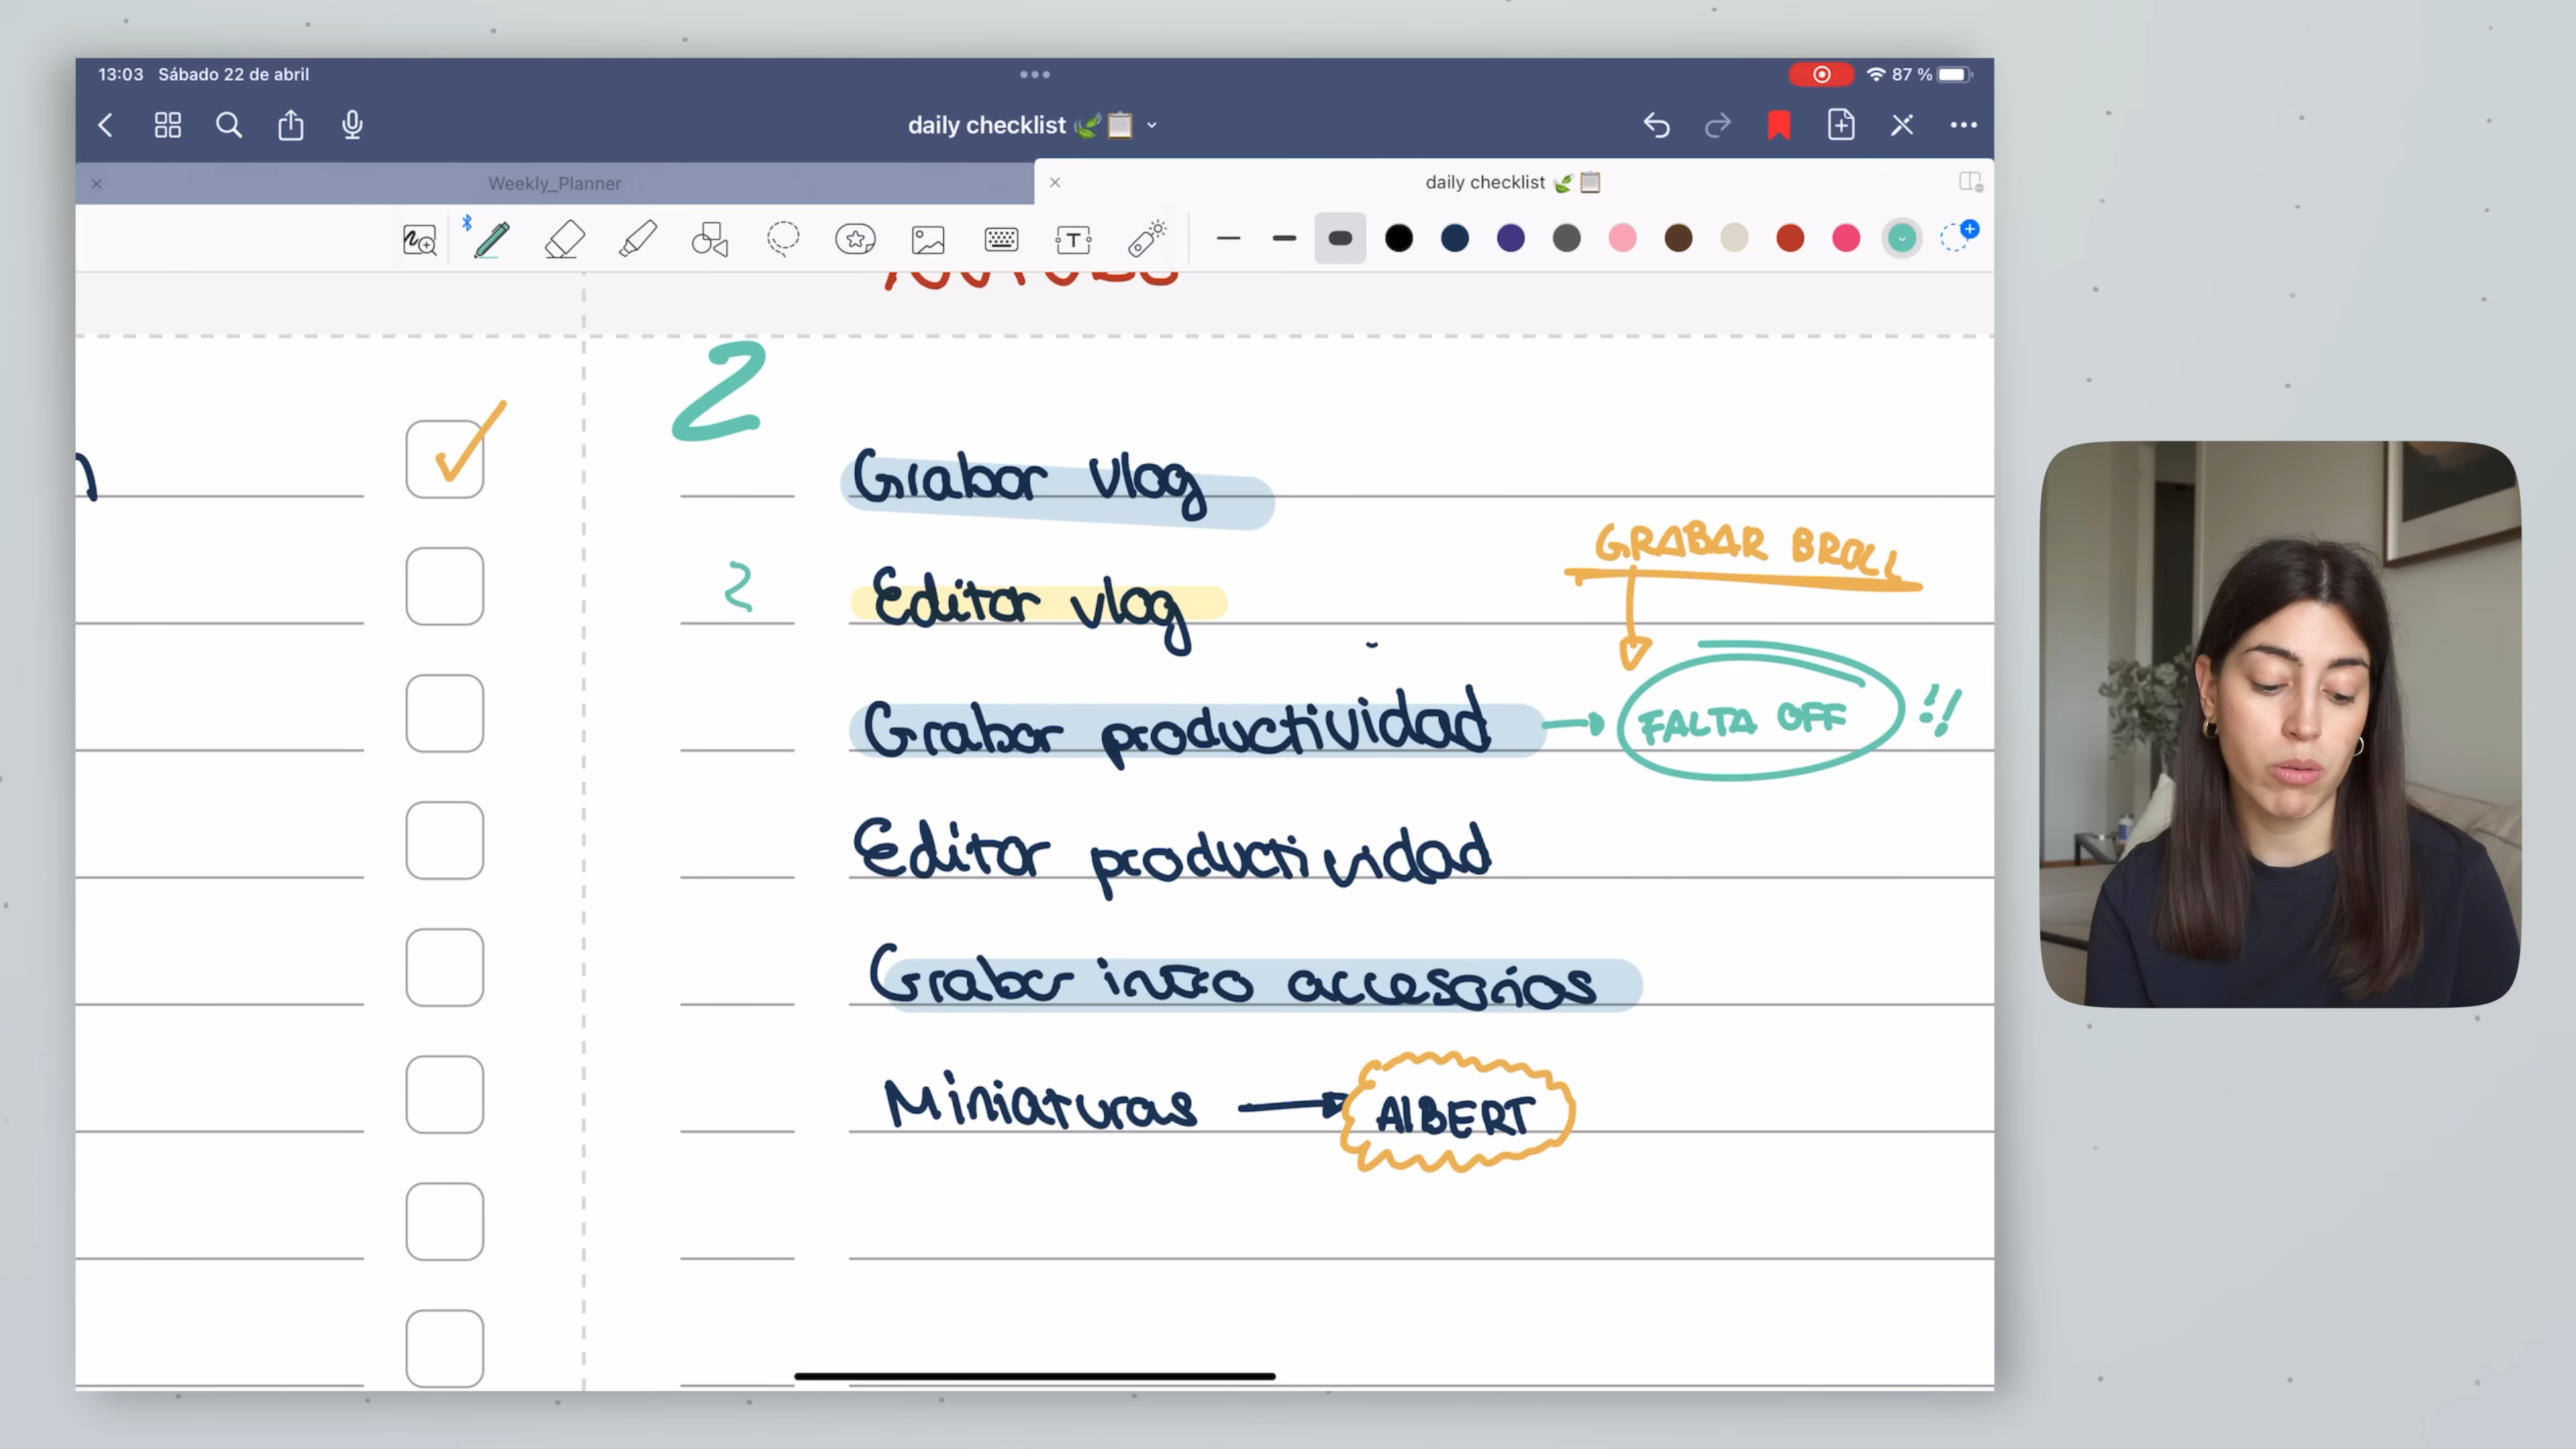 13:03 Sábado 22 de abril
87 %
daily checklist 🌿📋
Weekly_Planner
daily checklist 🌿📋
T
2
Grabar vlog
GRABAR BROLL
2 Editar vlog
Grabar productividad → FALTA OFF !!
Editar productividad
Grabar intro accesorios
Miniaturas → AlBERT